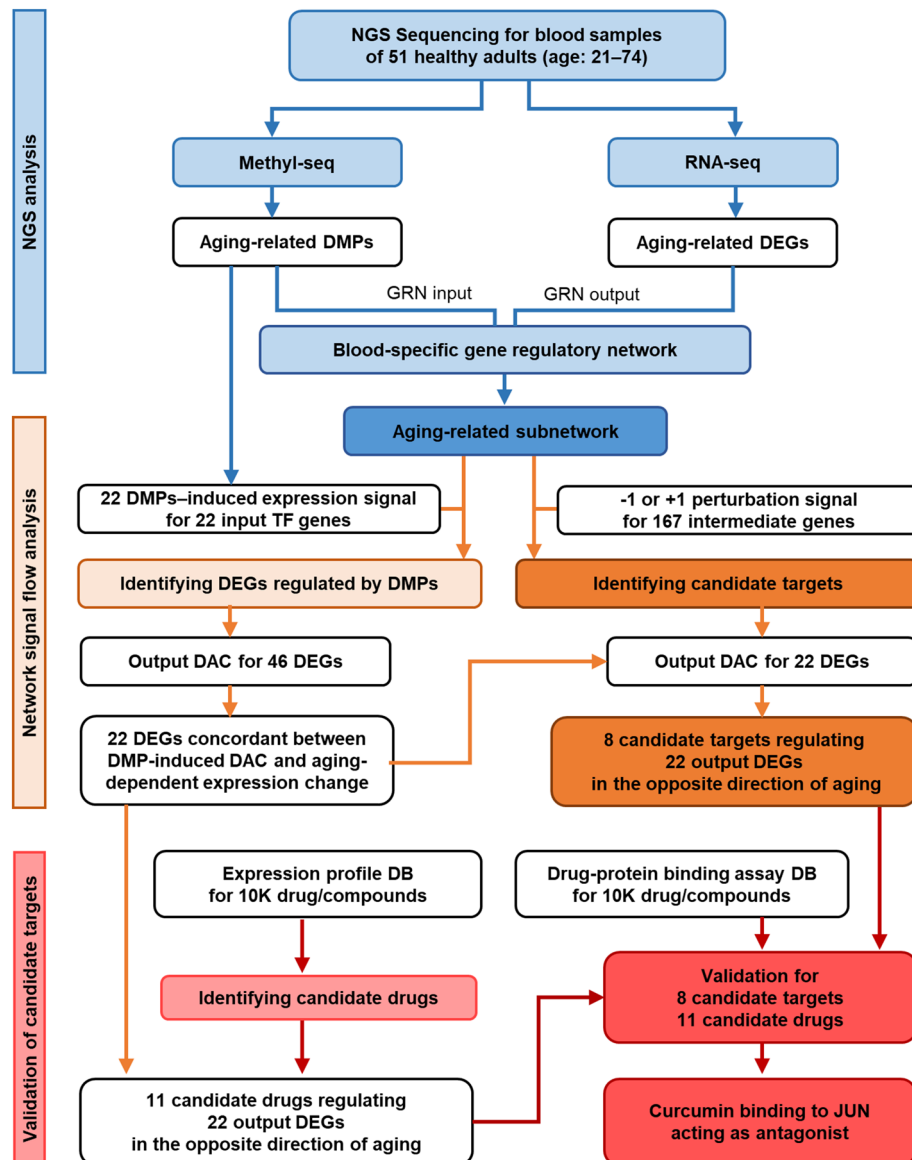 NGS analysis
NGS Sequencing for blood samples
of 51 healthy adults (age: 21–74)
Methyl-seq
RNA-seq
Aging-related DMPs
Aging-related DEGs
GRN input
GRN output
Blood-specific gene regulatory network
Network signal flow analysis
Aging-related subnetwork
22 DMPs–induced expression signal
for 22 input TF genes
-1 or +1 perturbation signal
for 167 intermediate genes
Identifying DEGs regulated by DMPs
Identifying candidate targets
Output DAC for 46 DEGs
Output DAC for 22 DEGs
22 DEGs concordant between
DMP-induced DAC and aging-
dependent expression change
8 candidate targets regulating
22 output DEGs
in the opposite direction of aging
Validation of candidate targets
Expression profile DB
for 10K drug/compounds
Drug-protein binding assay DB
for 10K drug/compounds
Identifying candidate drugs
Validation for
8 candidate targets
11 candidate drugs
11 candidate drugs regulating
22 output DEGs
in the opposite direction of aging
Curcumin binding to JUN
acting as antagonist